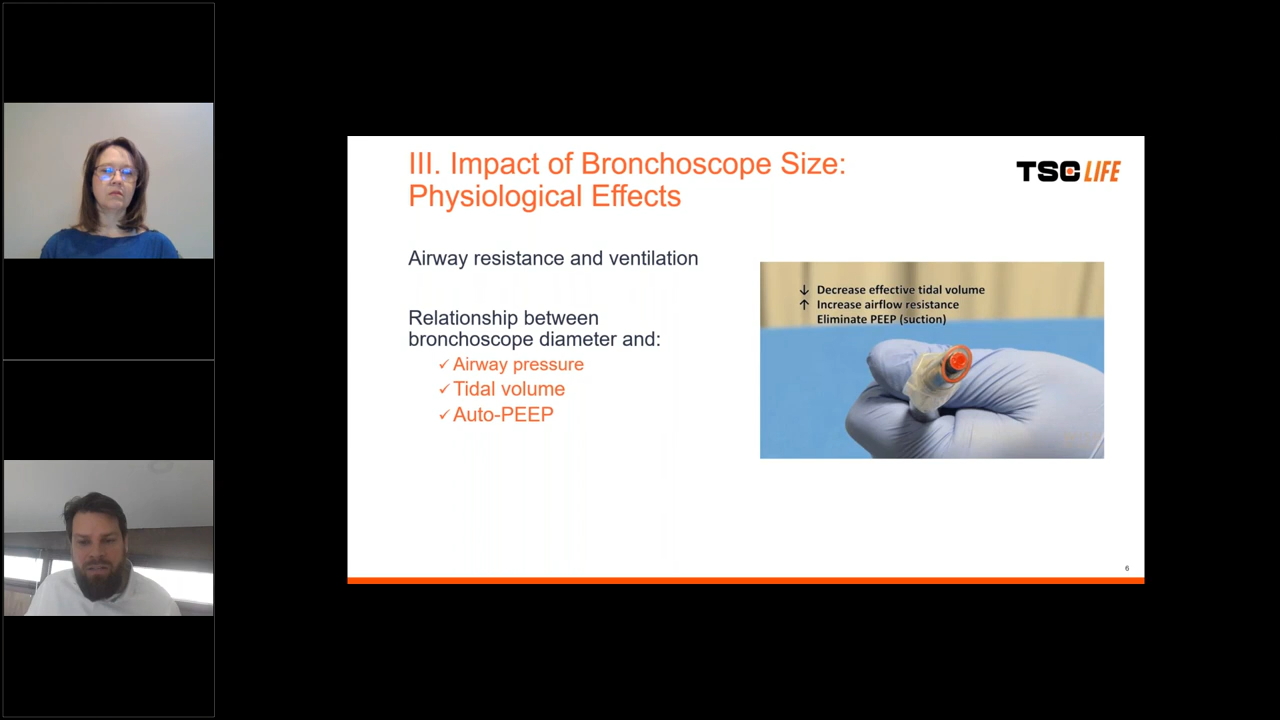 III. Impact of Bronchoscope Size:
Physiological Effects
TSC LIFE
Airway resistance and ventilation
Relationship between
bronchoscope diameter and:
✓ Airway pressure
✓ Tidal volume
✓ Auto-PEEP
↓ Decrease effective tidal volume
↑ Increase airflow resistance
Eliminate PEEP (suction)
6